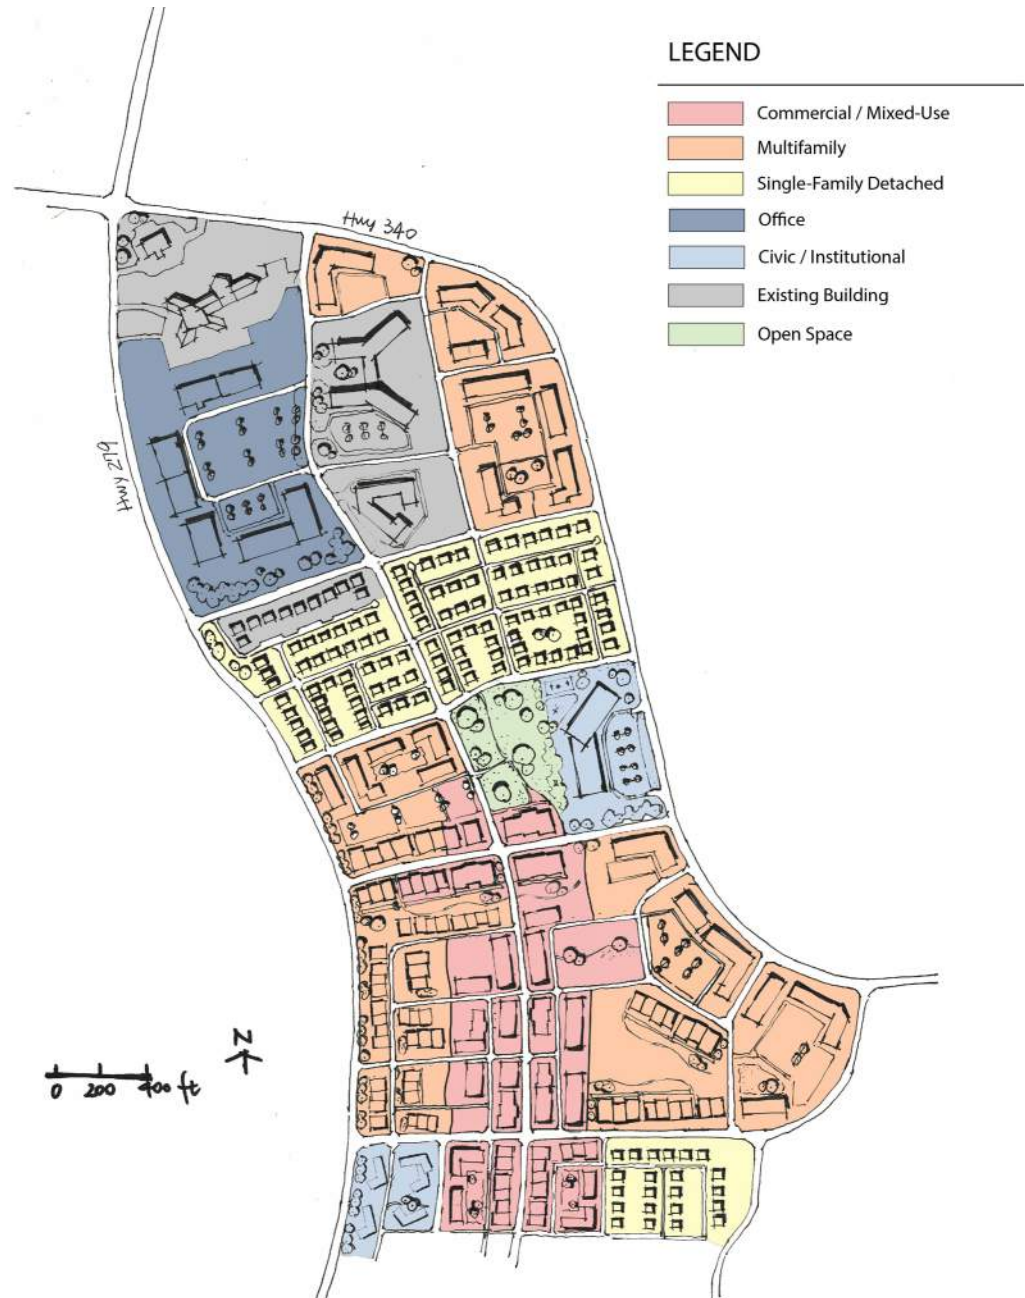 LEGEND
Commercial / Mixed-Use
Multifamily
Single-Family Detached
Office
Civic / Institutional
Existing Building
Open Space
Hwy 340
Hwy 279
N
0 200 400 ft